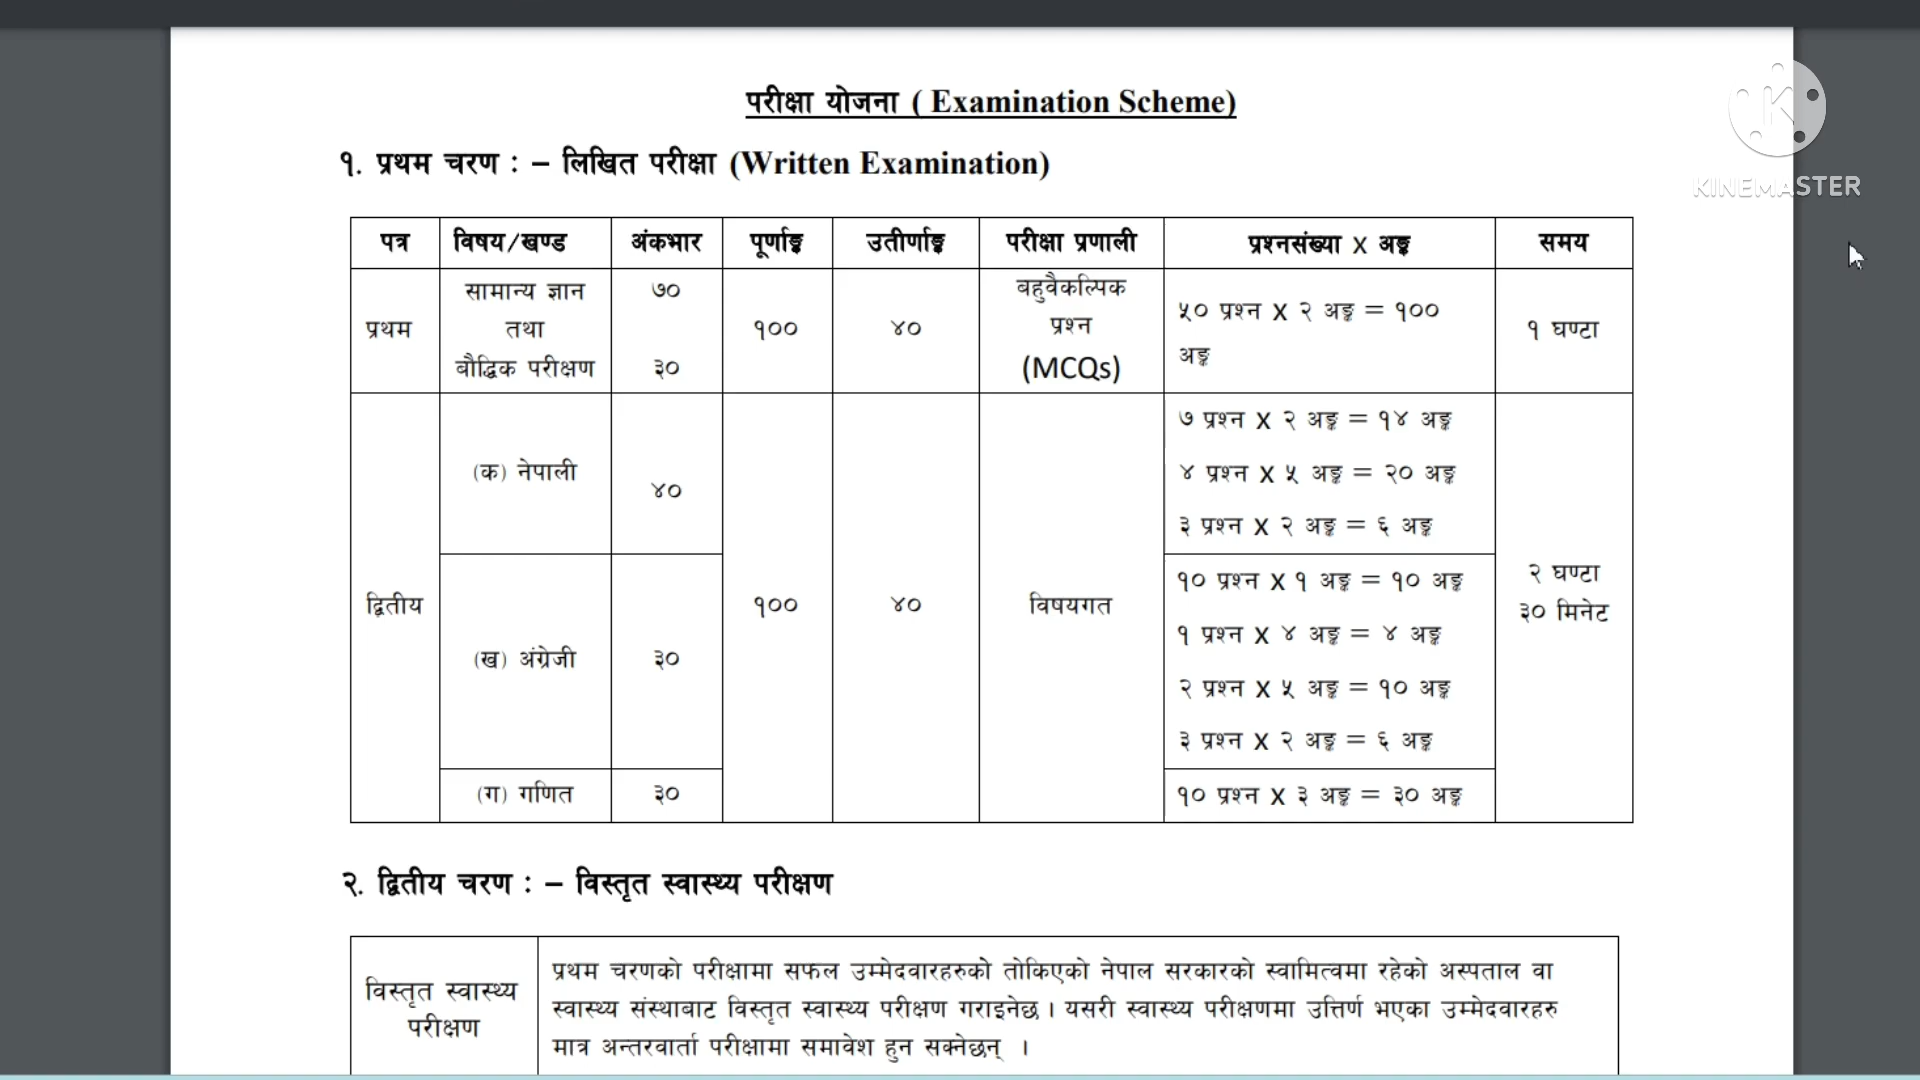 परीक्षा योजना ( Examination Scheme)
१. प्रथम चरण : – लिखित परीक्षा (Written Examination)
KINEMASTER
पत्र विषय/खण्ड अंकभार पूर्णाङ्क उतीर्णाङ्क परीक्षा प्रणाली प्रश्नसंख्या X अङ्क समय
प्रथम
सामान्य ज्ञान
तथा
बौद्धिक परीक्षण
७०
३०
१००
४०
बहुवैकल्पिक
प्रश्न
(MCQs)
५० प्रश्न X २ अङ्क = १००
अङ्क
१ घण्टा
द्वितीय
(क) नेपाली
४०
१००
४०
विषयगत
७ प्रश्न X २ अङ्क = १४ अङ्क
४ प्रश्न X ५ अङ्क = २० अङ्क
३ प्रश्न X २ अङ्क = ६ अङ्क
२ घण्टा
३० मिनेट
(ख) अंग्रेजी
३०
१० प्रश्न X १ अङ्क = १० अङ्क
१ प्रश्न X ४ अङ्क = ४ अङ्क
२ प्रश्न X ५ अङ्क = १० अङ्क
३ प्रश्न X २ अङ्क = ६ अङ्क
(ग) गणित
३०
१० प्रश्न X ३ अङ्क = ३० अङ्क
२. द्वितीय चरण : – विस्तृत स्वास्थ्य परीक्षण
विस्तृत स्वास्थ्य
परीक्षण
प्रथम चरणको परीक्षामा सफल उम्मेदवारहरुको तोकिएको नेपाल सरकारको स्वामित्वमा रहेको अस्पताल वा
स्वास्थ्य संस्थाबाट विस्तृत स्वास्थ्य परीक्षण गराइनेछ । यसरी स्वास्थ्य परीक्षणमा उत्तिर्ण भएका उम्मेदवारहरु
मात्र अन्तरवार्ता परीक्षामा समावेश हुन सक्नेछन् ।